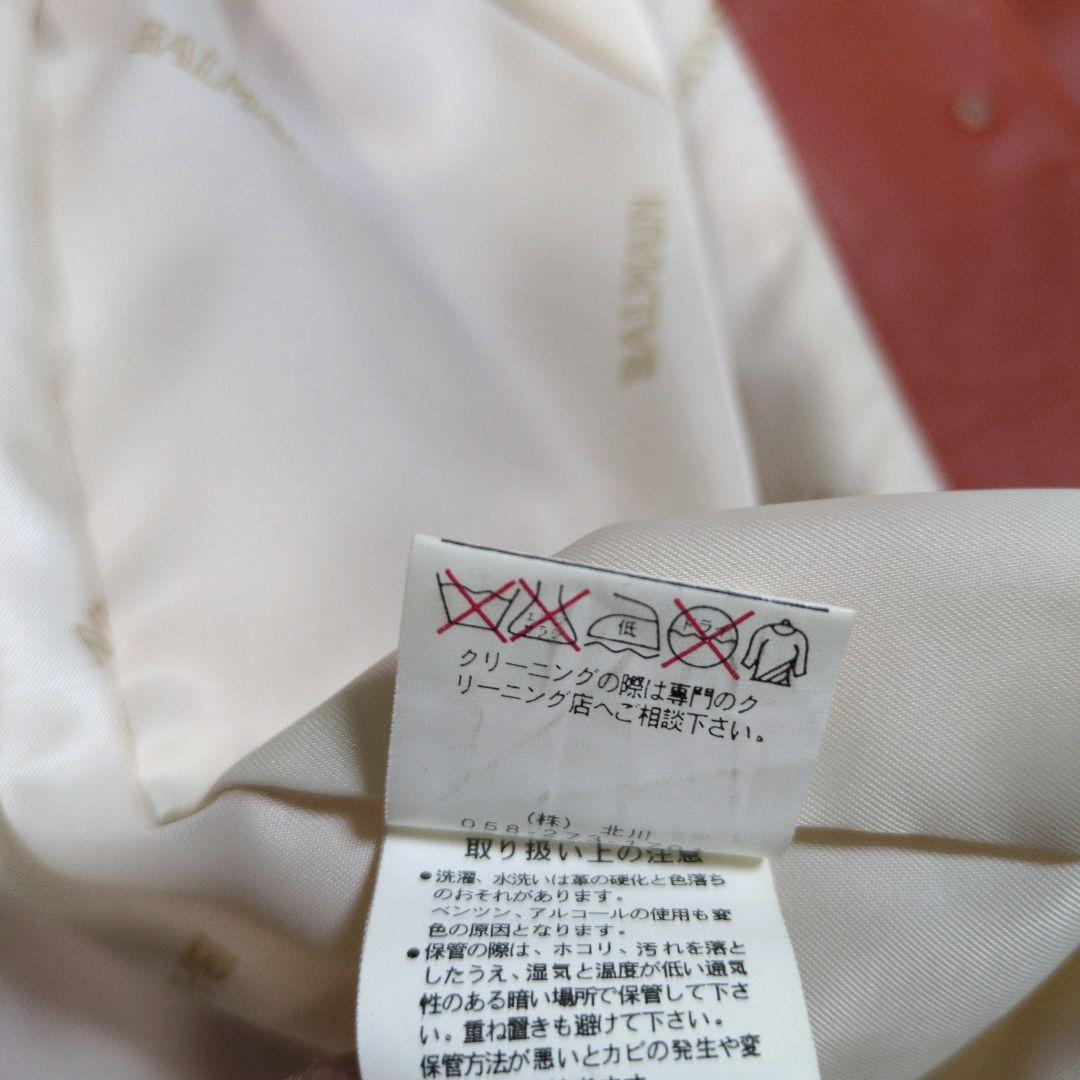 BALM
低
ドライ
クリーニングの際は専門のク
リーニング店へご相談下さい。
(株) 北川
058-273
取り扱い上の注意
●洗濯、水洗いは革の硬化と色落ち
のおそれがあります。
ベンツン、アルコールの使用も変
色の原因となります。
●保管の際は、ホコリ、汚れを落と
したうえ、湿気と温度が低い通気
性のある暗い場所で保管して下さ
い。重ね置きも避けて下さい。
保管方法が悪いとカビの発生や変